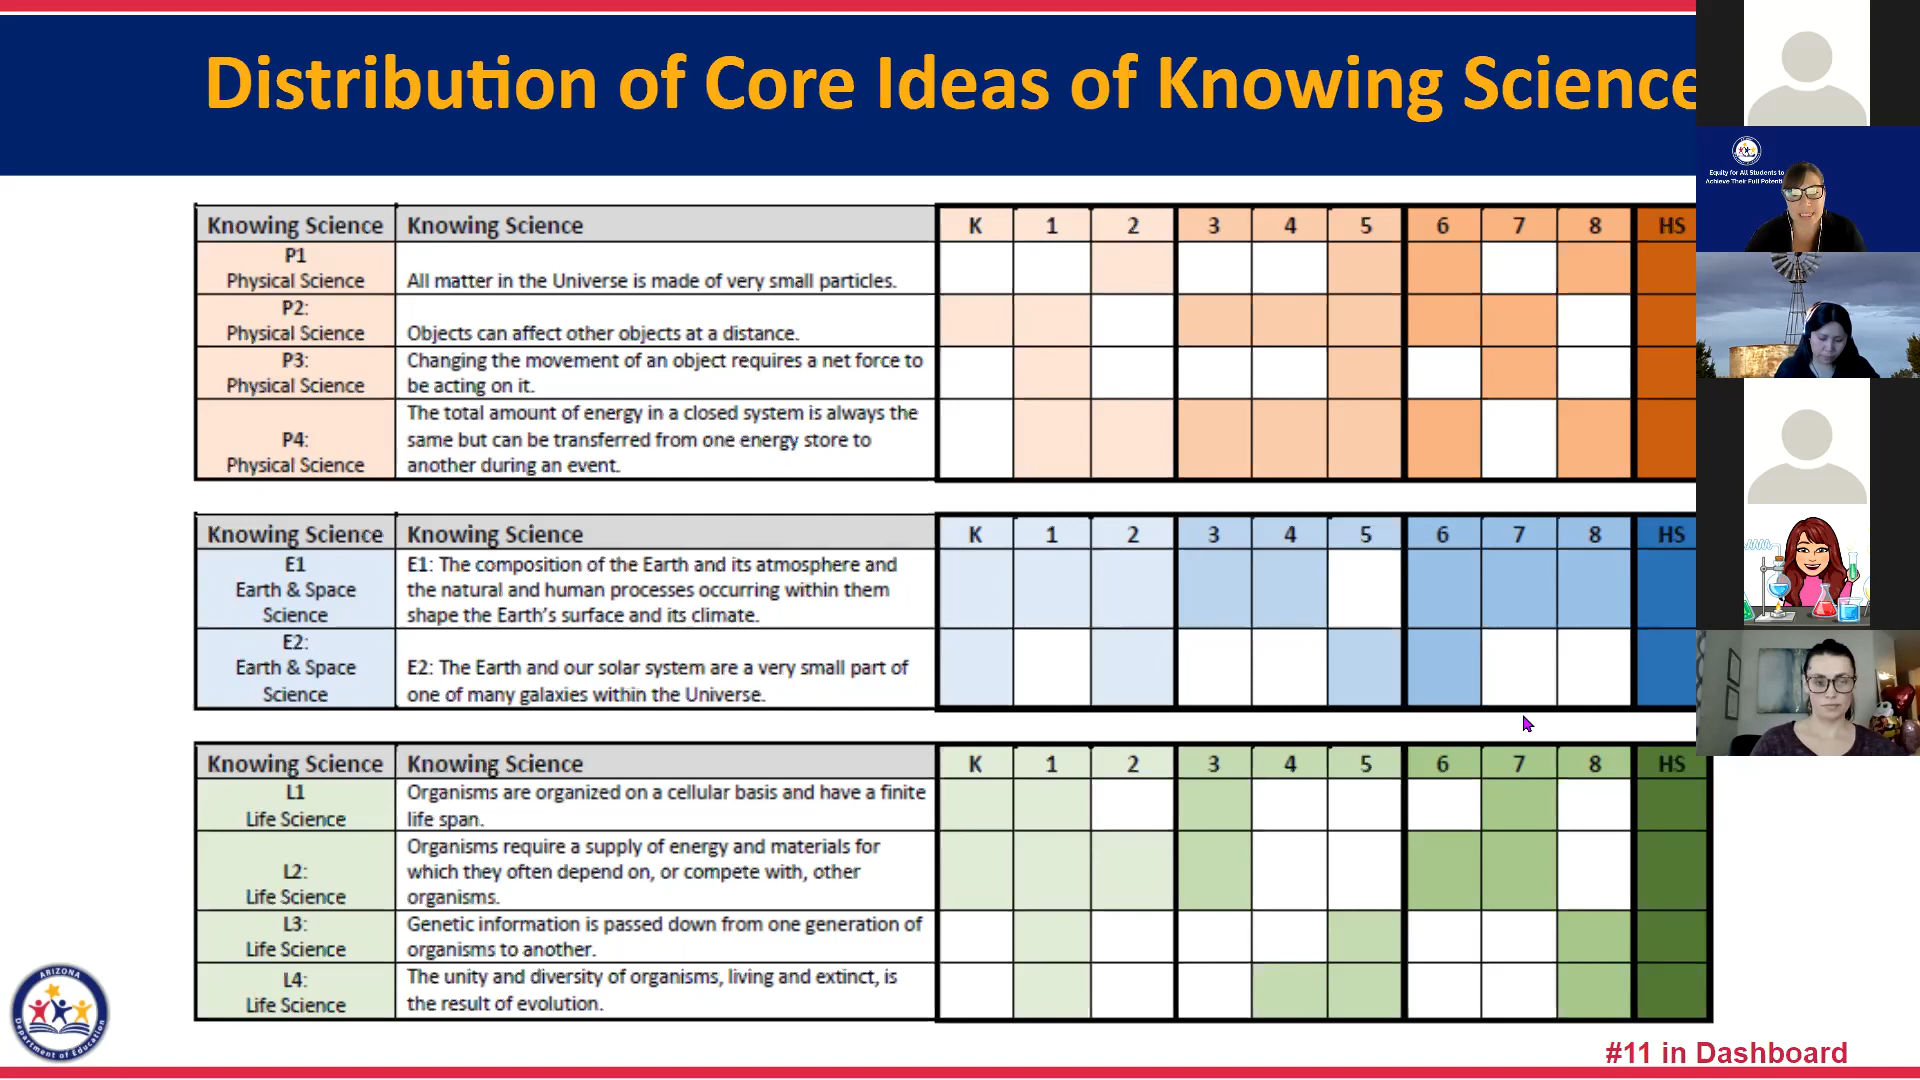 Distribution of Core Ideas of Knowing Science
Equity for All Students to
Achieve Their Full Potenti
Knowing Science Knowing Science K 1 2 3 4 5 6 7 8 HS
P1
Physical Science All matter in the Universe is made of very small particles.
P2:
Physical Science Objects can affect other objects at a distance.
P3: Changing the movement of an object requires a net force to
Physical Science be acting on it.
The total amount of energy in a closed system is always the
P4: same but can be transferred from one energy store to
Physical Science another during an event.
Knowing Science Knowing Science K 1 2 3 4 5 6 7 8 HS
E1 E1: The composition of the Earth and its atmosphere and
Earth & Space the natural and human processes occurring within them
Science shape the Earth's surface and its climate.
E2:
Earth & Space E2: The Earth and our solar system are a very small part of
Science one of many galaxies within the Universe.
Knowing Science Knowing Science K 1 2 3 4 5 6 7 8 HS
L1 Organisms are organized on a cellular basis and have a finite
Life Science life span.
Organisms require a supply of energy and materials for
L2: which they often depend on, or compete with, other
Life Science organisms.
L3: Genetic information is passed down from one generation of
Life Science organisms to another.
L4: The unity and diversity of organisms, living and extinct, is
Life Science the result of evolution.
ARIZONA
Department of Education
#11 in Dashboard